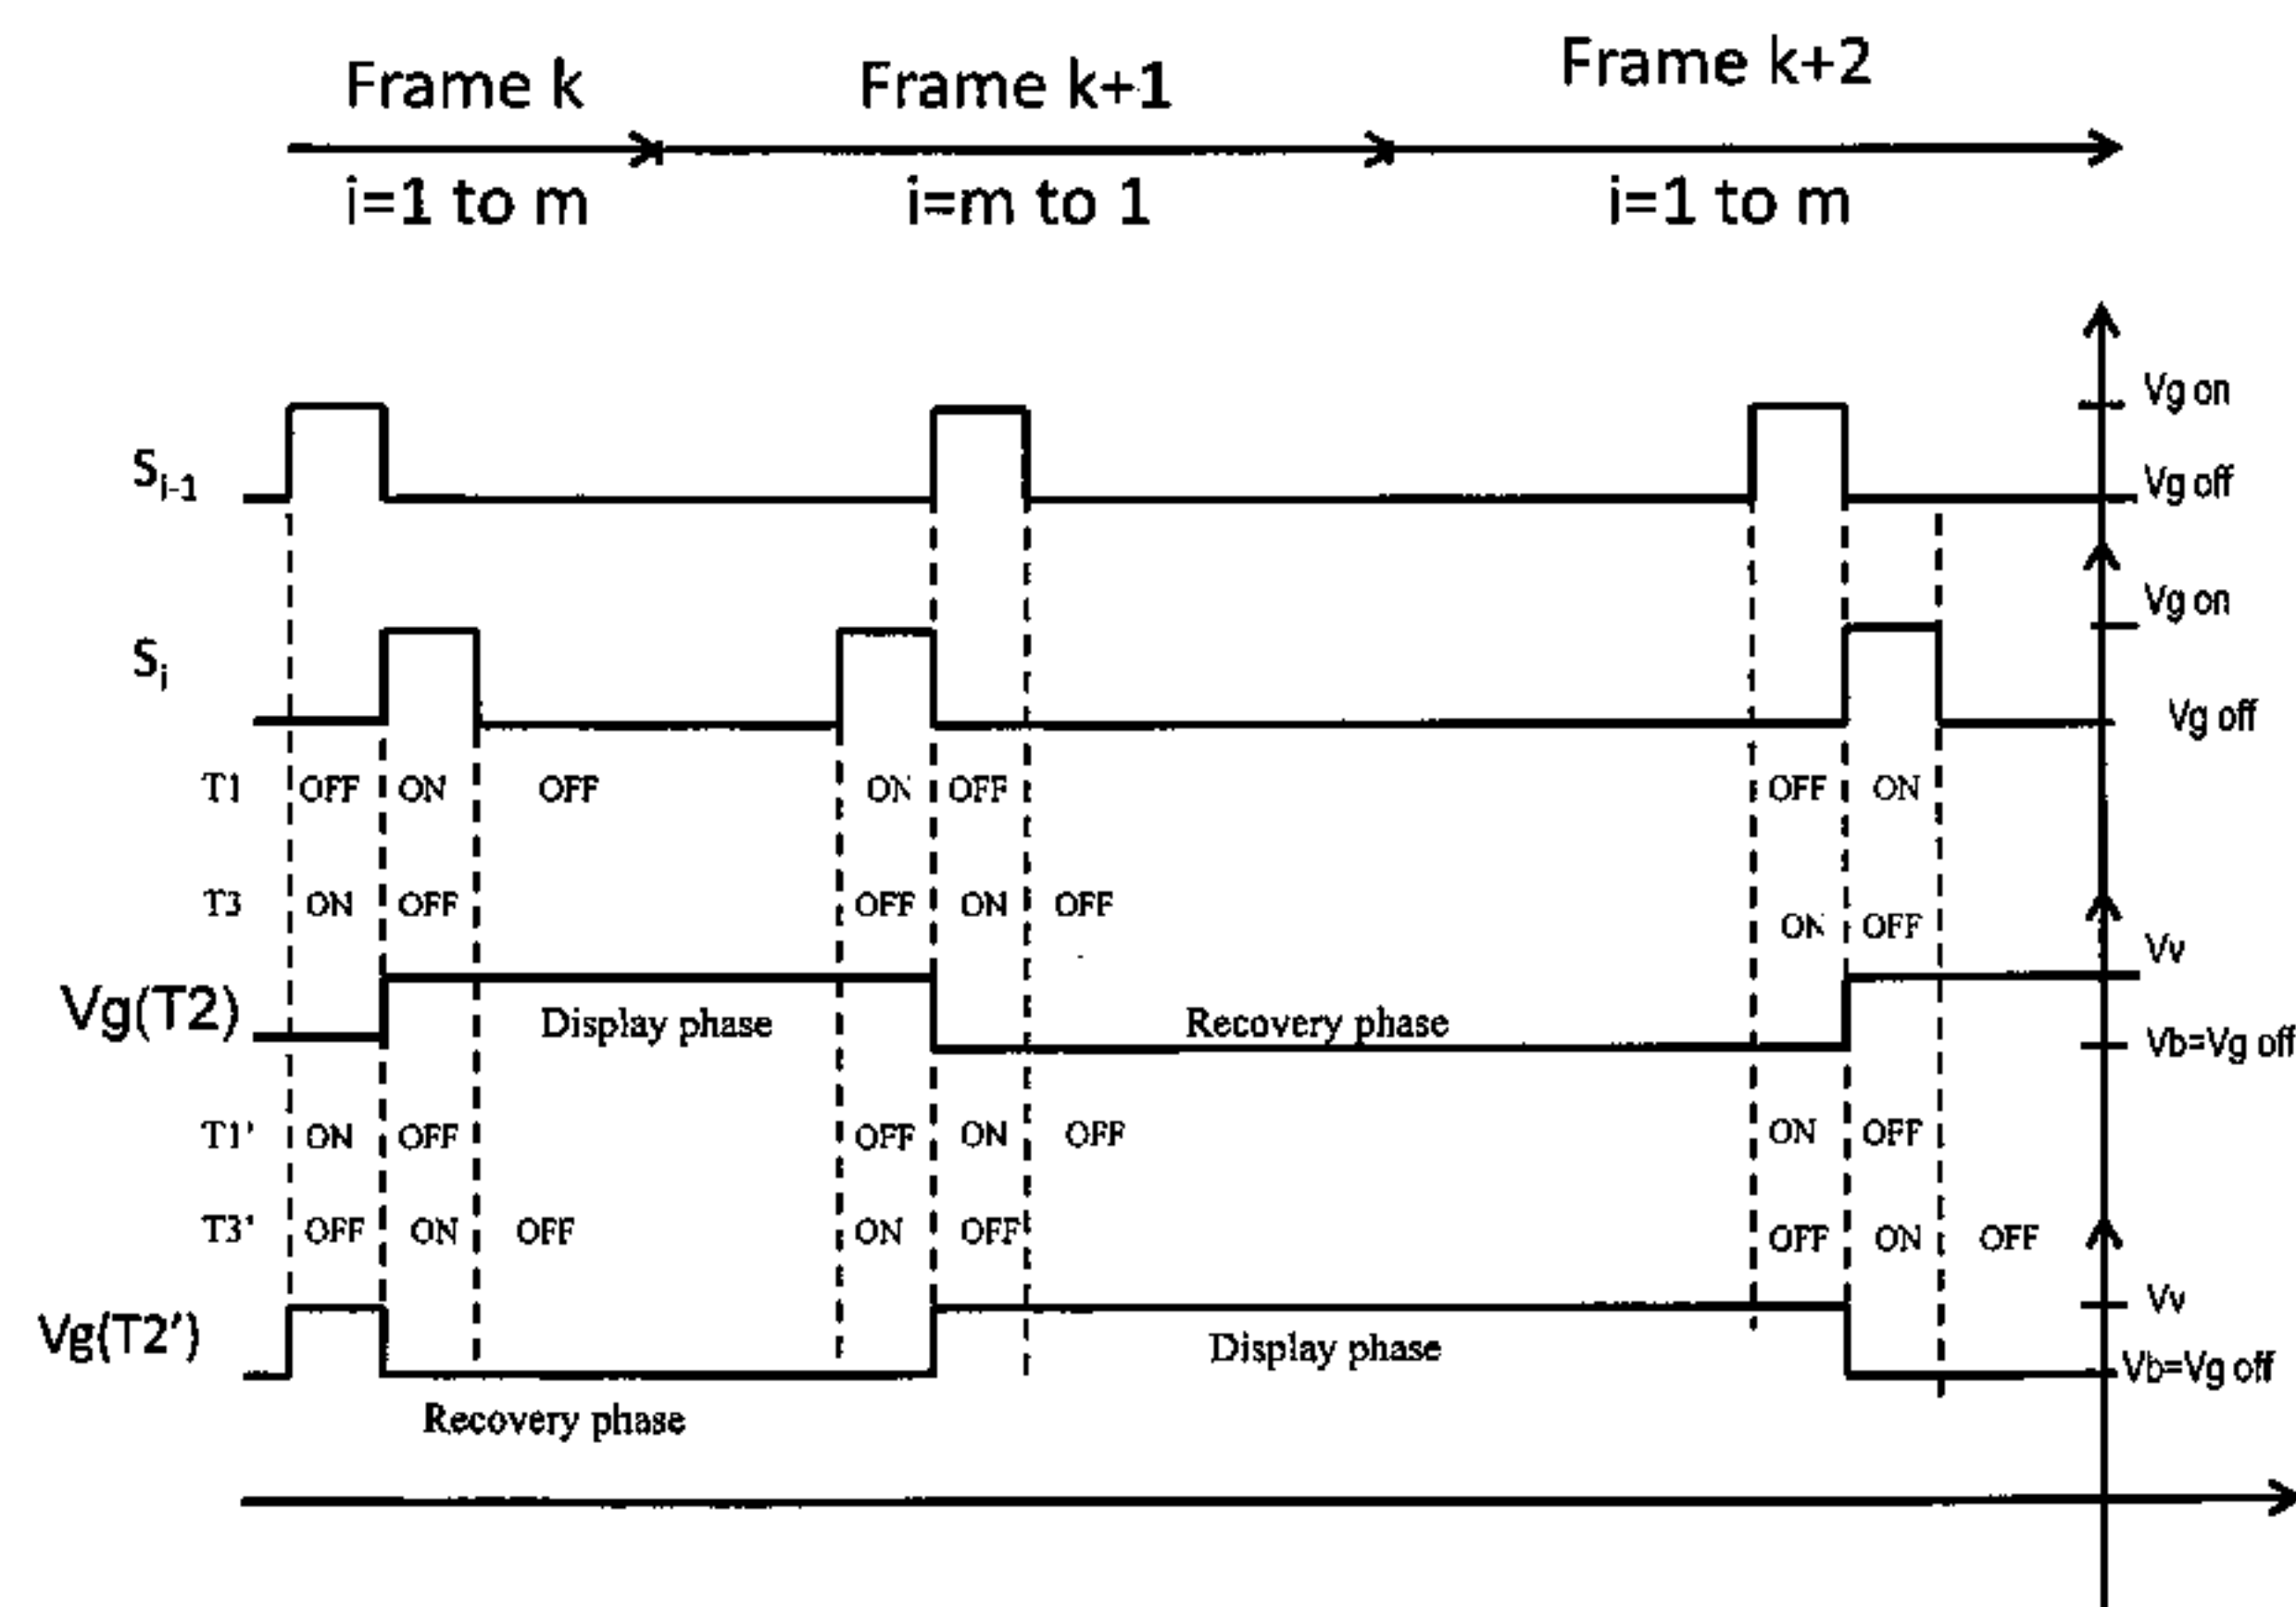 Frame k
Frame k+1
Frame k+2
i=1 to m
i=m to 1
i=1 to m
Vg on
S_{i-1}
Vg off
Vg on
S_i
Vg off
T1 OFF ON OFF ON OFF OFF ON
T3 ON OFF OFF ON OFF ON OFF
Vv
Vg(T2) Display phase Recovery phase
Vb=Vg off
T1' ON OFF OFF ON OFF ON OFF
T3' OFF ON OFF ON OFF OFF ON OFF
Vv
Vg(T2') Display phase
Vb=Vg off
Recovery phase